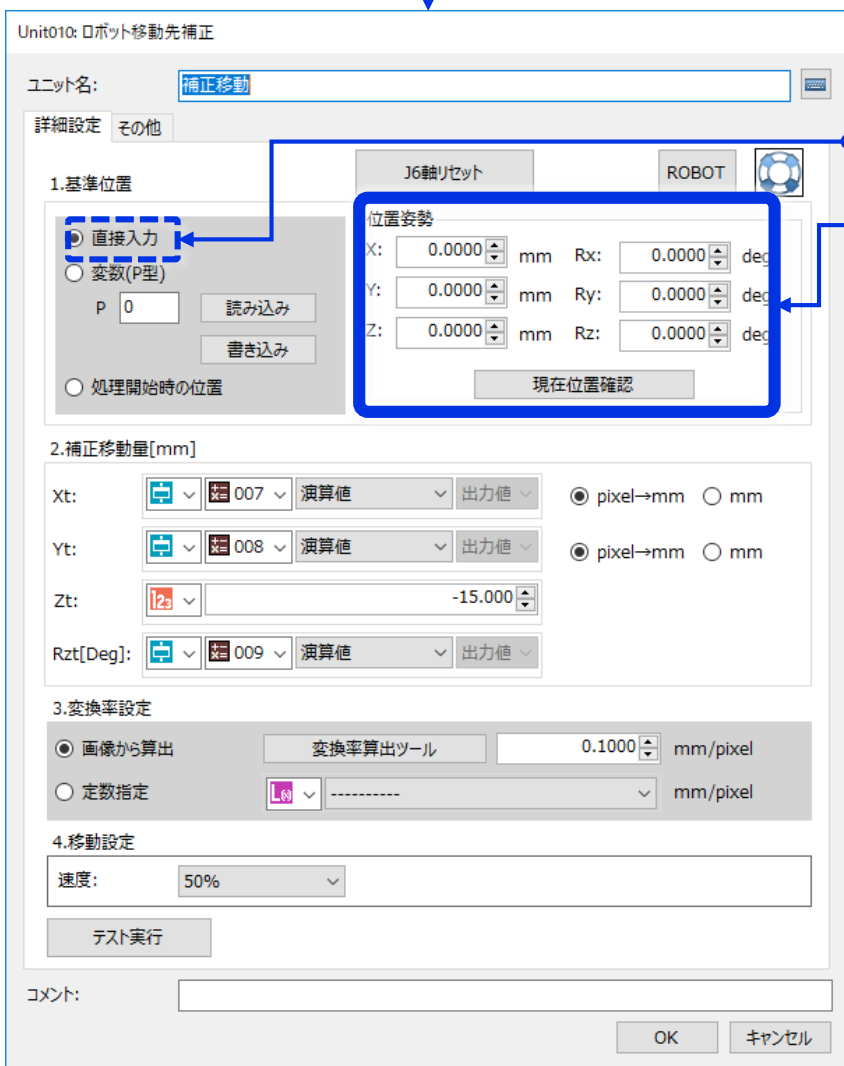 Unit010: ロボット移動先補正
ユニット名: 補正移動
詳細設定 その他
1.基準位置 J6軸リセット ROBOT
直接入力
変数(P型)
P 0 読み込み
書き込み
処理開始時の位置
位置姿勢
X: 0.0000 mm Rx: 0.0000 deg
Y: 0.0000 mm Ry: 0.0000 deg
Z: 0.0000 mm Rz: 0.0000 deg
現在位置確認
2.補正移動量[mm]
Xt: 007 演算値 出力値 pixel→mm mm
Yt: 008 演算値 出力値 pixel→mm mm
Zt: 123 -15.000
Rzt[Deg]: 009 演算値 出力値
3.変換率設定
画像から算出 変換率算出ツール 0.1000 mm/pixel
定数指定 L(x) ---------- mm/pixel
4.移動設定
速度: 50%
テスト実行
コメント:
OK キャンセル